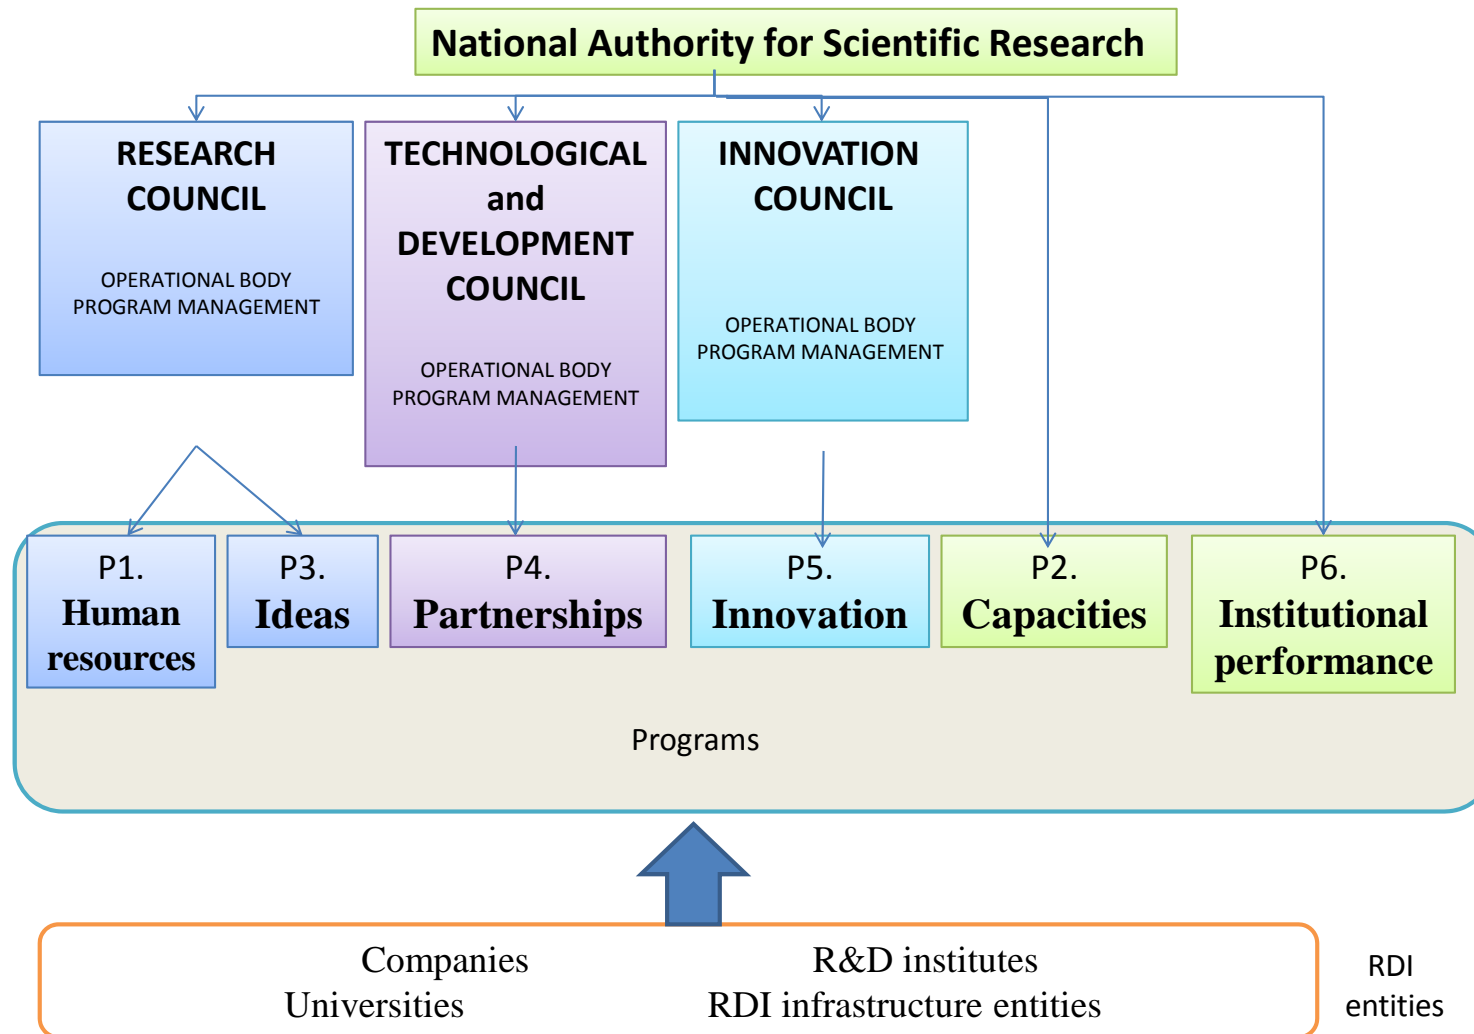 National Authority for Scientific Research
RESEARCH
COUNCIL
OPERATIONAL BODY
PROGRAM MANAGEMENT
TECHNOLOGICAL
and
DEVELOPMENT
COUNCIL
OPERATIONAL BODY
PROGRAM MANAGEMENT
INNOVATION
COUNCIL
OPERATIONAL BODY
PROGRAM MANAGEMENT
P1.
Human
resources
P3.
Ideas
P4.
Partnerships
P5.
Innovation
P2.
Capacities
P6.
Institutional
performance
Programs
Companies R&D institutes
Universities RDI infrastructure entities
RDI
entities